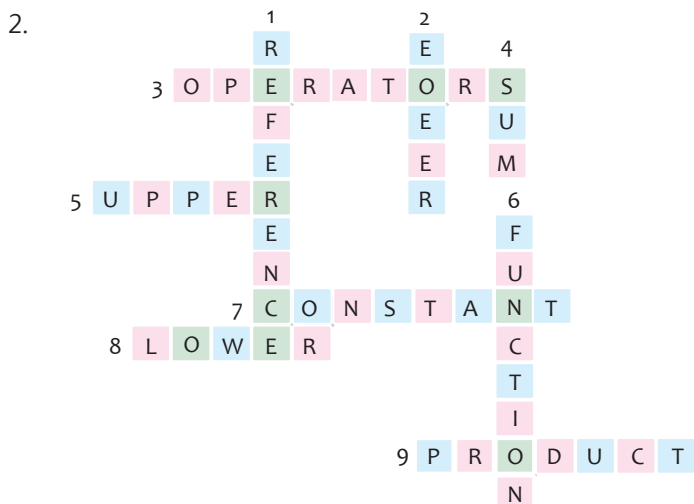 2.
1 2
R E 4
3 O P E R A T O R S
F E U
E E M
5 U P P E R R 6
E F
N U
7 C O N S T A N T
8 L O W E R C
T
I
9 P R O D U C T
N